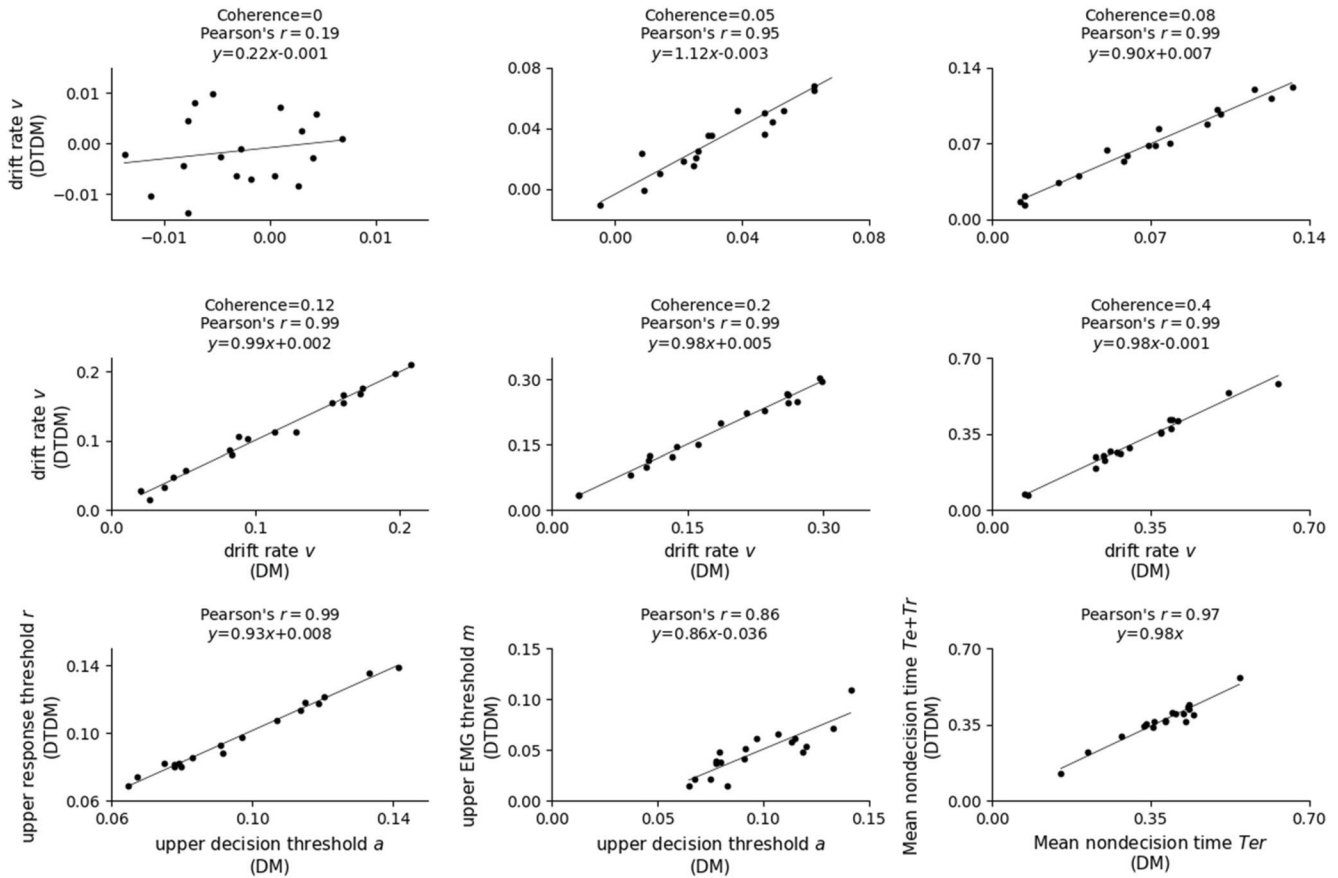 Coherence=0
Pearson's r = 0.19
y=0.22x-0.001
drift rate v
(DTDM)
0.01
0.00
−0.01
−0.01
0.00
0.01
Coherence=0.05
Pearson's r = 0.95
y=1.12x-0.003
0.08
0.04
0.00
0.00
0.04
0.08
Coherence=0.08
Pearson's r = 0.99
y=0.90x+0.007
0.14
0.07
0.00
0.00
0.07
0.14
Coherence=0.12
Pearson's r = 0.99
y=0.99x+0.002
drift rate v
(DTDM)
0.2
0.1
0.0
0.0
0.1
0.2
drift rate v
(DM)
Coherence=0.2
Pearson's r = 0.99
y=0.98x+0.005
0.30
0.15
0.00
0.00
0.15
0.30
drift rate v
(DM)
Coherence=0.4
Pearson's r = 0.99
y=0.98x-0.001
0.70
0.35
0.00
0.00
0.35
0.70
drift rate v
(DM)
Pearson's r = 0.99
y=0.93x+0.008
upper response threshold r
(DTDM)
0.14
0.10
0.06
0.06
0.10
0.14
upper decision threshold a
(DM)
Pearson's r = 0.86
y=0.86x-0.036
upper EMG threshold m
(DTDM)
0.15
0.10
0.05
0.00
0.00
0.05
0.10
0.15
upper decision threshold a
(DM)
Pearson's r = 0.97
y=0.98x
Mean nondecision time Te+Tr
(DTDM)
0.70
0.35
0.00
0.00
0.35
0.70
Mean nondecision time Ter
(DM)